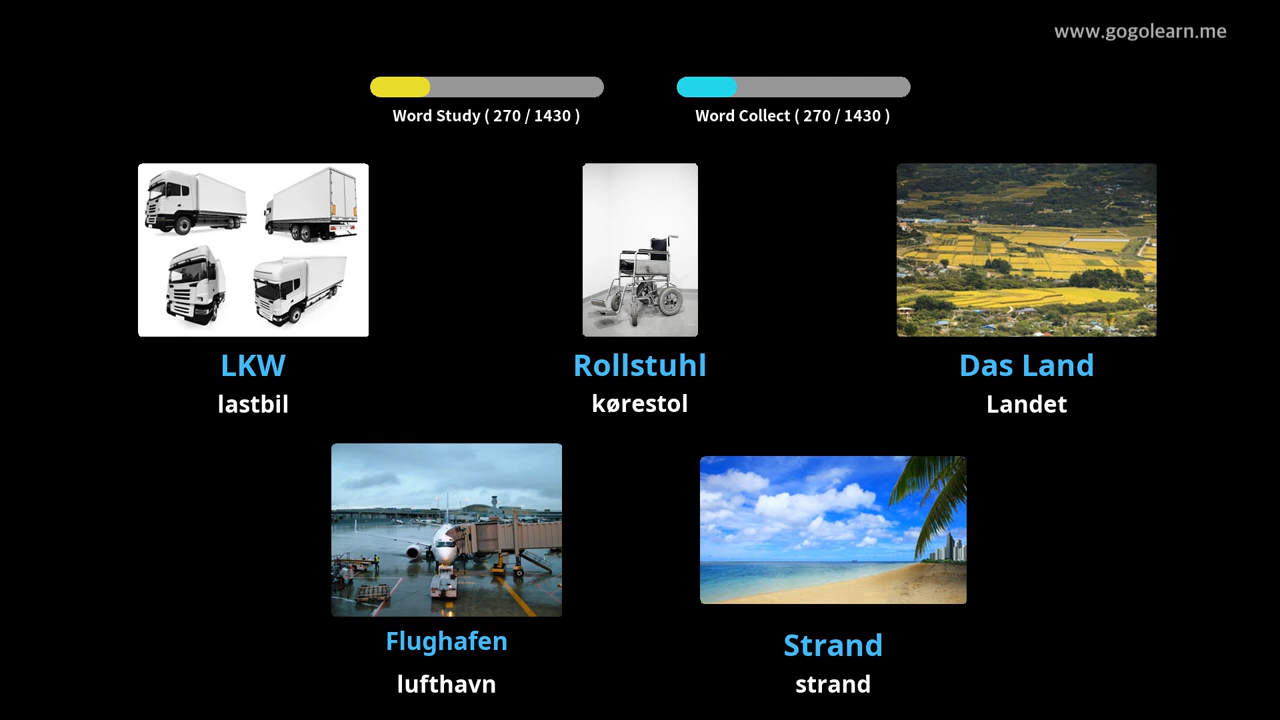 www.gogolearn.me
Word Study ( 270 / 1430 )
Word Collect ( 270 / 1430 )
LKW
lastbil
Rollstuhl
kørestol
Das Land
Landet
Flughafen
lufthavn
Strand
strand